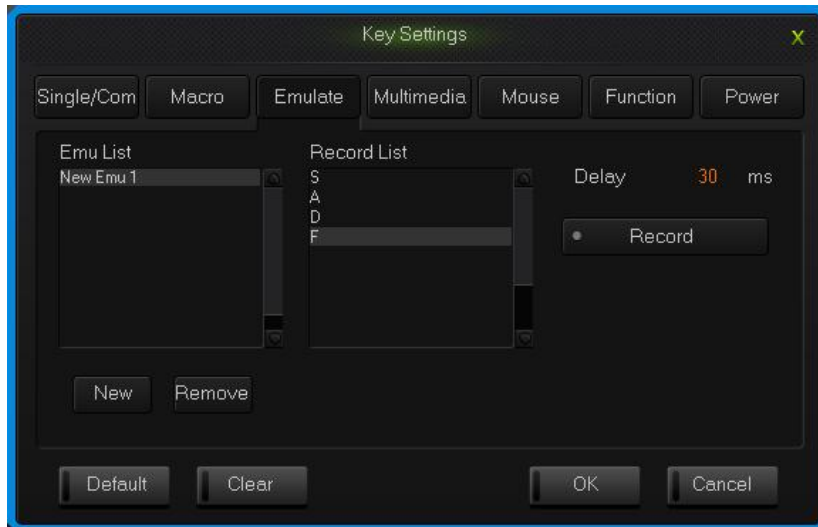 Key Settings X
Single/Com Macro Emulate Multimedia Mouse Function Power
Emu List
New Emu 1
Record List
S
A
D
F
Delay 30 ms
Record
New Remove
Default Clear OK Cancel